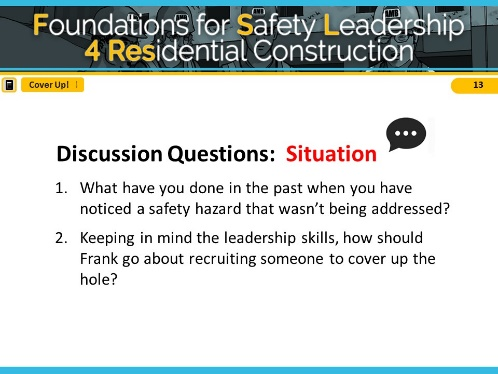 Foundations for Safety Leadership
4 Residential Construction
Cover Up!
13
Discussion Questions: Situation
1. What have you done in the past when you have
noticed a safety hazard that wasn't being addressed?
2. Keeping in mind the leadership skills, how should
Frank go about recruiting someone to cover up the
hole?